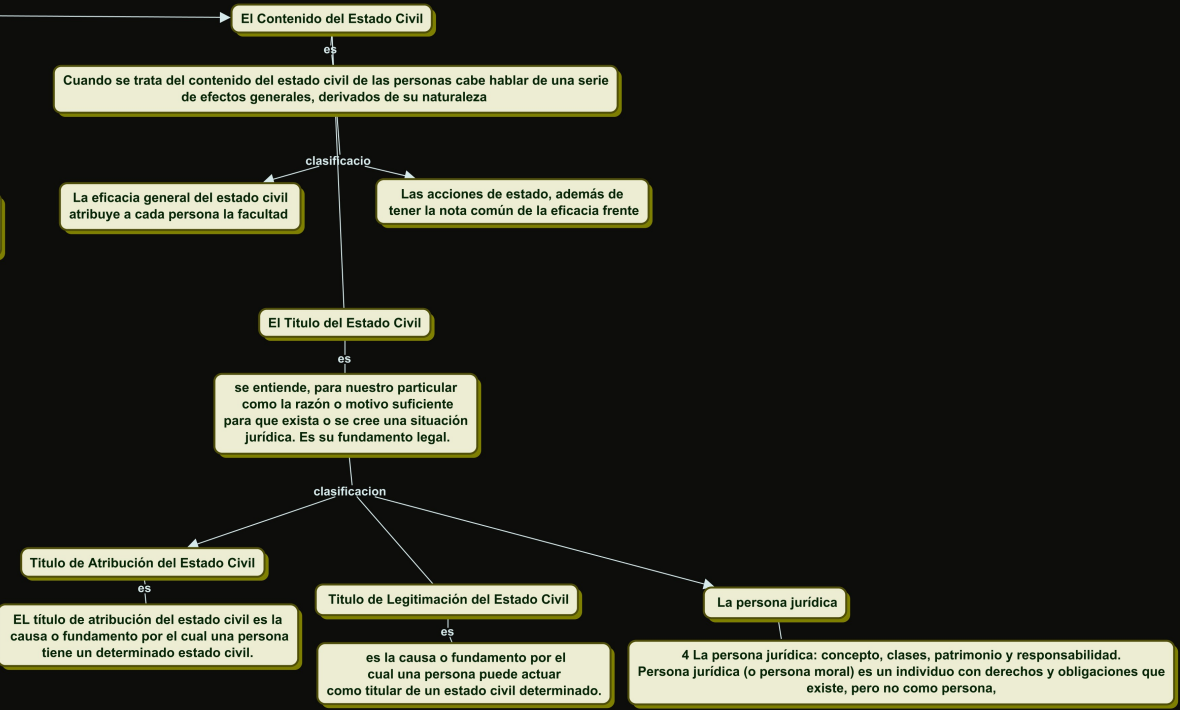 El Contenido del Estado Civil
es
Cuando se trata del contenido del estado civil de las personas cabe hablar de una serie
de efectos generales, derivados de su naturaleza
clasificacio
La eficacia general del estado civil
atribuye a cada persona la facultad
Las acciones de estado, además de
tener la nota común de la eficacia frente
El Titulo del Estado Civil
es
se entiende, para nuestro particular
como la razón o motivo suficiente
para que exista o se cree una situación
jurídica. Es su fundamento legal.
clasificacion
Titulo de Atribución del Estado Civil
es
EL título de atribución del estado civil es la
causa o fundamento por el cual una persona
tiene un determinado estado civil.
Titulo de Legitimación del Estado Civil
es
es la causa o fundamento por el
cual una persona puede actuar
como titular de un estado civil determinado.
La persona jurídica
4 La persona jurídica: concepto, clases, patrimonio y responsabilidad.
Persona jurídica (o persona moral) es un individuo con derechos y obligaciones que
existe, pero no como persona,